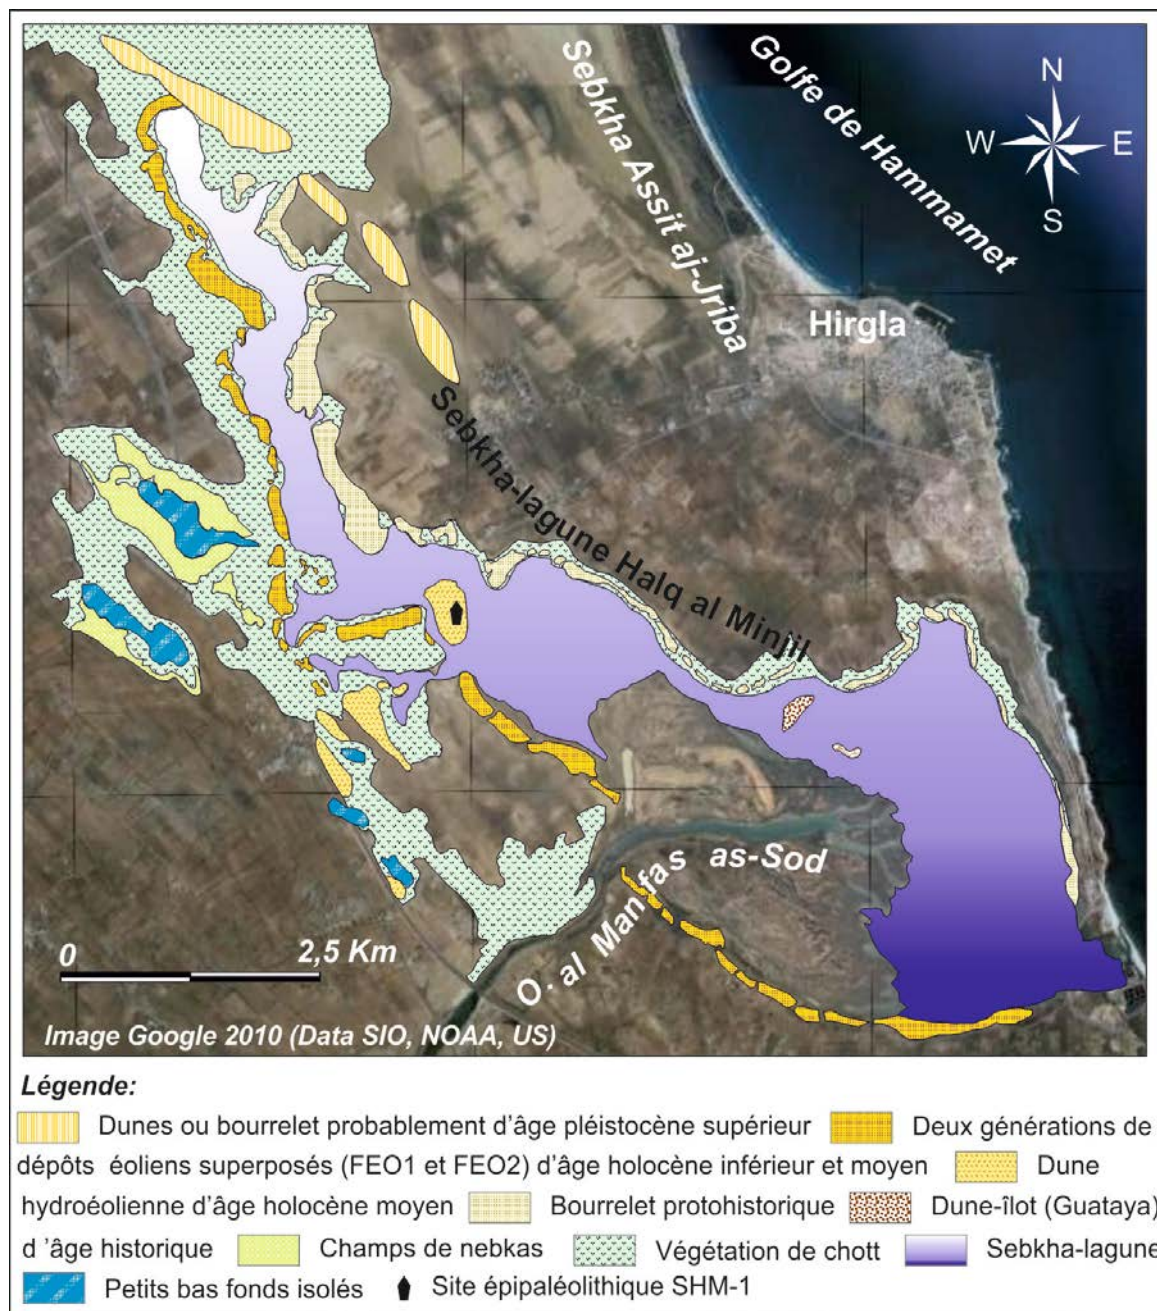 Golfe de Hammamet
Sebkha Assit aj-Jriba
N
W
E
S
Hirgla
Sebkha-lagune Halq al Minjil
O. al Manfas as-Sod
0
2,5 Km
Image Google 2010 (Data SIO, NOAA, US)
Légende:
Dunes ou bourrelet probablement d'âge pléistocène supérieur Deux générations de
dépôts éoliens superposés (FEO1 et FEO2) d'âge holocène inférieur et moyen Dune
hydroéolienne d'âge holocène moyen Bourrelet protohistorique Dune-îlot (Guataya)
d 'âge historique Champs de nebkas Végétation de chott Sebkha-lagune
Petits bas fonds isolés Site épipaléolithique SHM-1